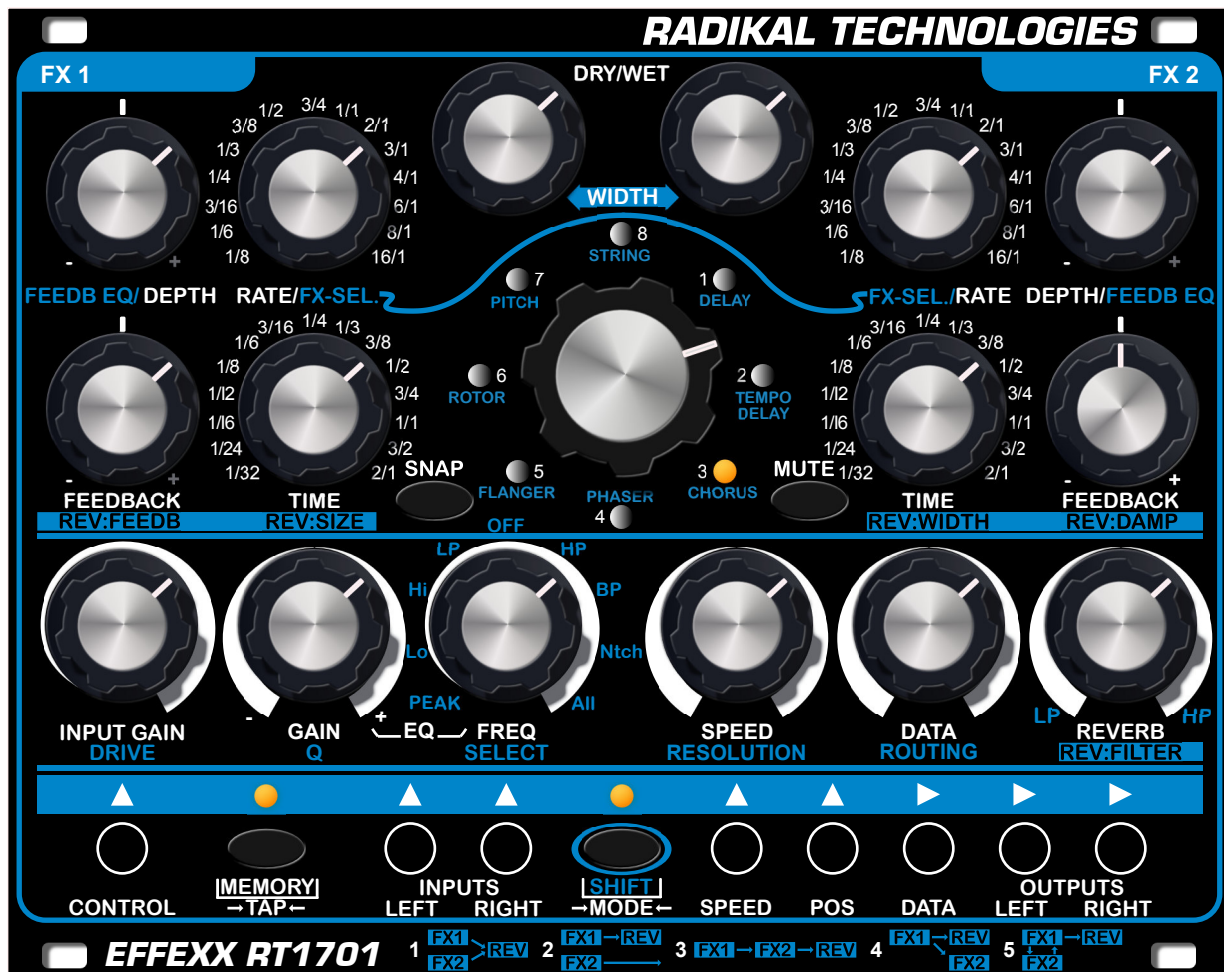 RADIKAL TECHNOLOGIES
FX 1
DRY/WET
FX 2
1/8 1/6 3/16 1/4 1/3 3/8 1/2 3/4 1/1 2/1 3/1 4/1 6/1 8/1 16/1
- +
WIDTH
1/8 1/6 3/16 1/4 1/3 3/8 1/2 3/4 1/1 2/1 3/1 4/1 6/1 8/1 16/1
- +
FEEDB EQ/DEPTH
RATE/FX-SEL.
FX-SEL./RATE
DEPTH/FEEDB EQ
8 STRING
1 DELAY
2 TEMPO
DELAY
3 CHORUS
PHASER
4
5 FLANGER
6 ROTOR
7 PITCH
1/32 1/24 1/I6 1/I2 1/8 1/6 3/16 1/4 1/3 3/8 1/2 3/4 1/1 3/2 2/1
- +
SNAP
MUTE
1/32 1/24 1/I6 1/I2 1/8 1/6 3/16 1/4 1/3 3/8 1/2 3/4 1/1 3/2 2/1
- +
FEEDBACK
REV:FEEDB
TIME
REV:SIZE
TIME
REV:WIDTH
FEEDBACK
REV:DAMP
OFF
LP HP
Hi BP
Lo Ntch
PEAK All
INPUT GAIN
DRIVE
- +
GAIN
Q
EQ
FREQ
SELECT
SPEED
RESOLUTION
DATA
ROUTING
LP HP
REVERB
REV:FILTER
CONTROL
MEMORY
→TAP←
INPUTS
LEFT RIGHT
SHIFT
→MODE←
SPEED
POS
DATA
OUTPUTS
LEFT RIGHT
EFFEXX RT1701
1 FX1 FX2 REV
2 FX1→REV FX2→
3 FX1→FX2→REV
4 FX1→REV FX2
5 FX1→REV FX2